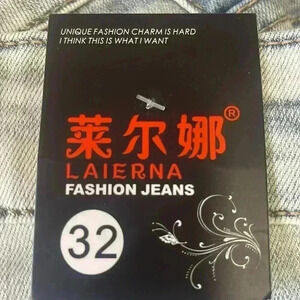 UNIQUE FASHION CHARM IS HARD
I THINK THIS IS WHAT I WANT
莱尔娜®
LAIERNA
FASHION JEANS
32